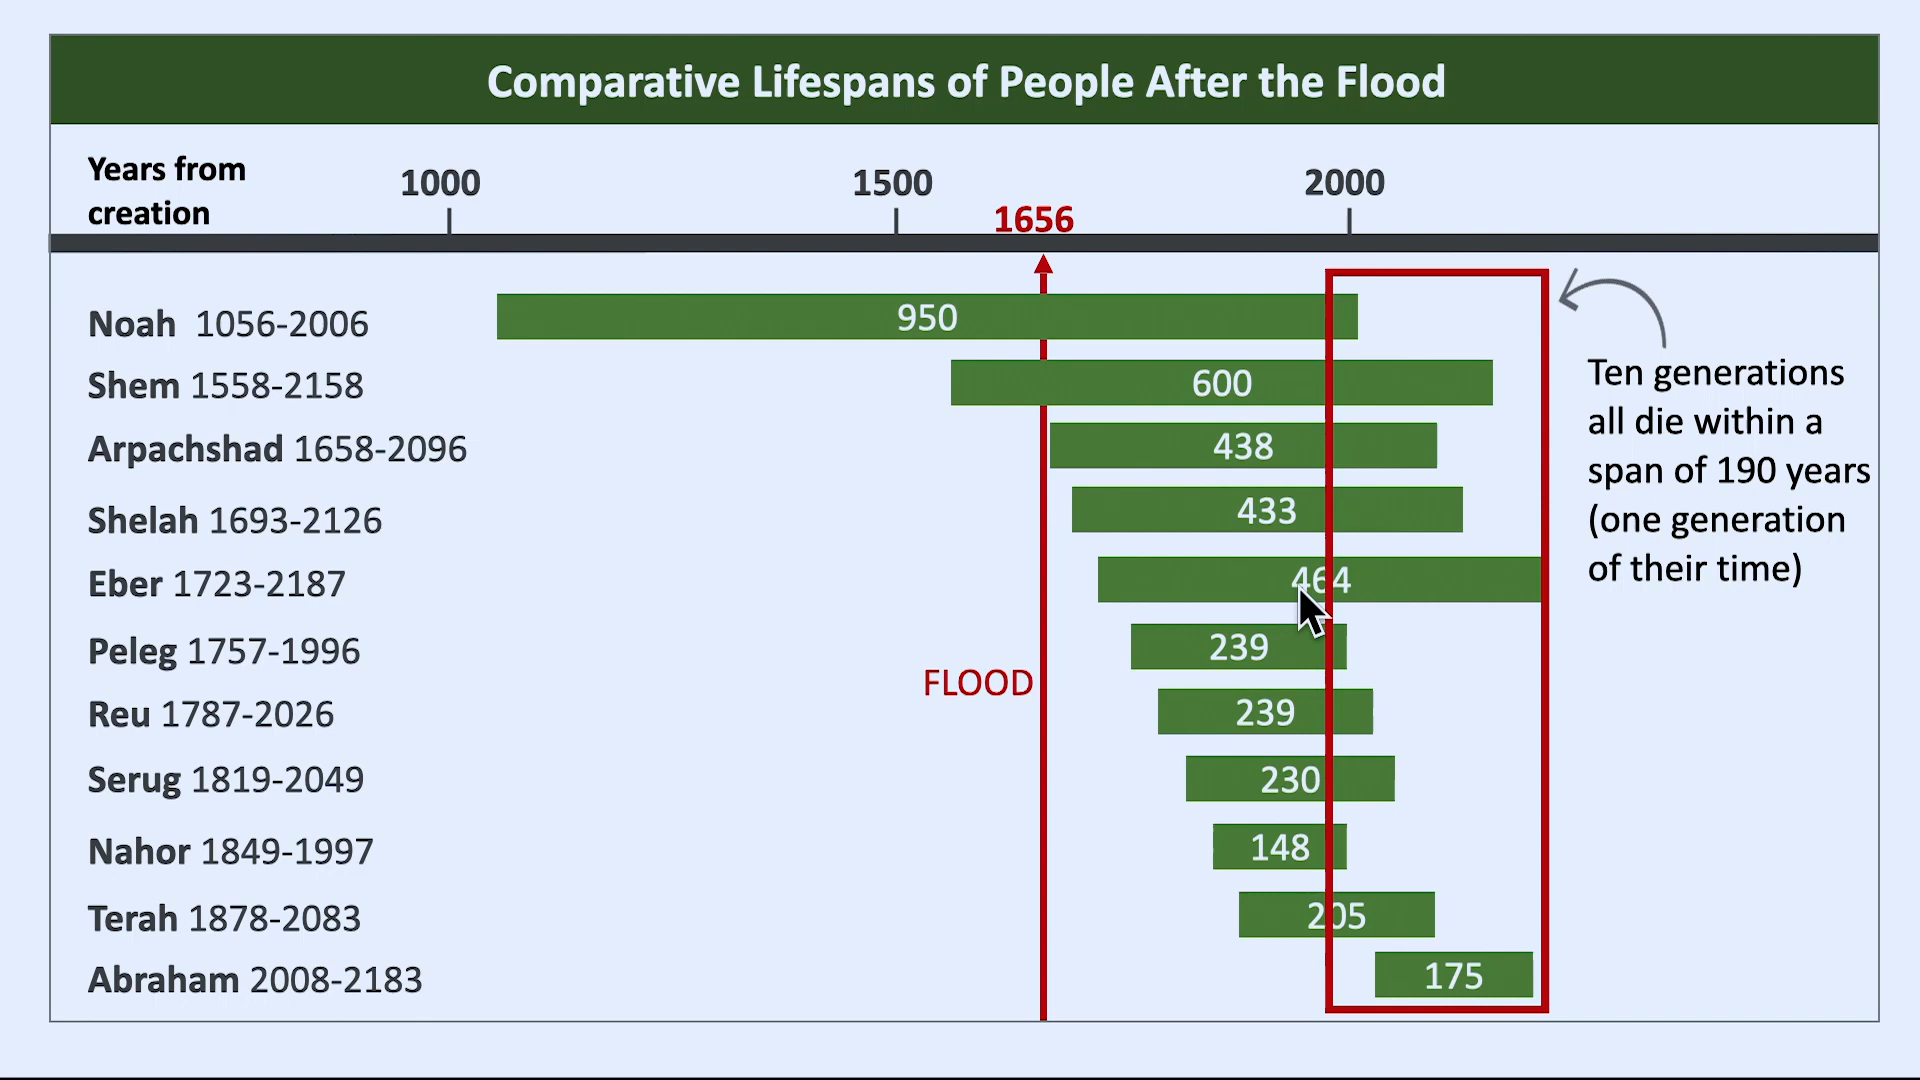 Comparative Lifespans of People After the Flood
Years from
creation
1000
1500
2000
1656
Noah 1056-2006
950
Shem 1558-2158
600
Arpachshad 1658-2096
438
Shelah 1693-2126
433
Eber 1723-2187
464
Peleg 1757-1996
239
Reu 1787-2026
239
Serug 1819-2049
230
Nahor 1849-1997
148
Terah 1878-2083
205
Abraham 2008-2183
175
FLOOD
Ten generations
all die within a
span of 190 years
(one generation
of their time)